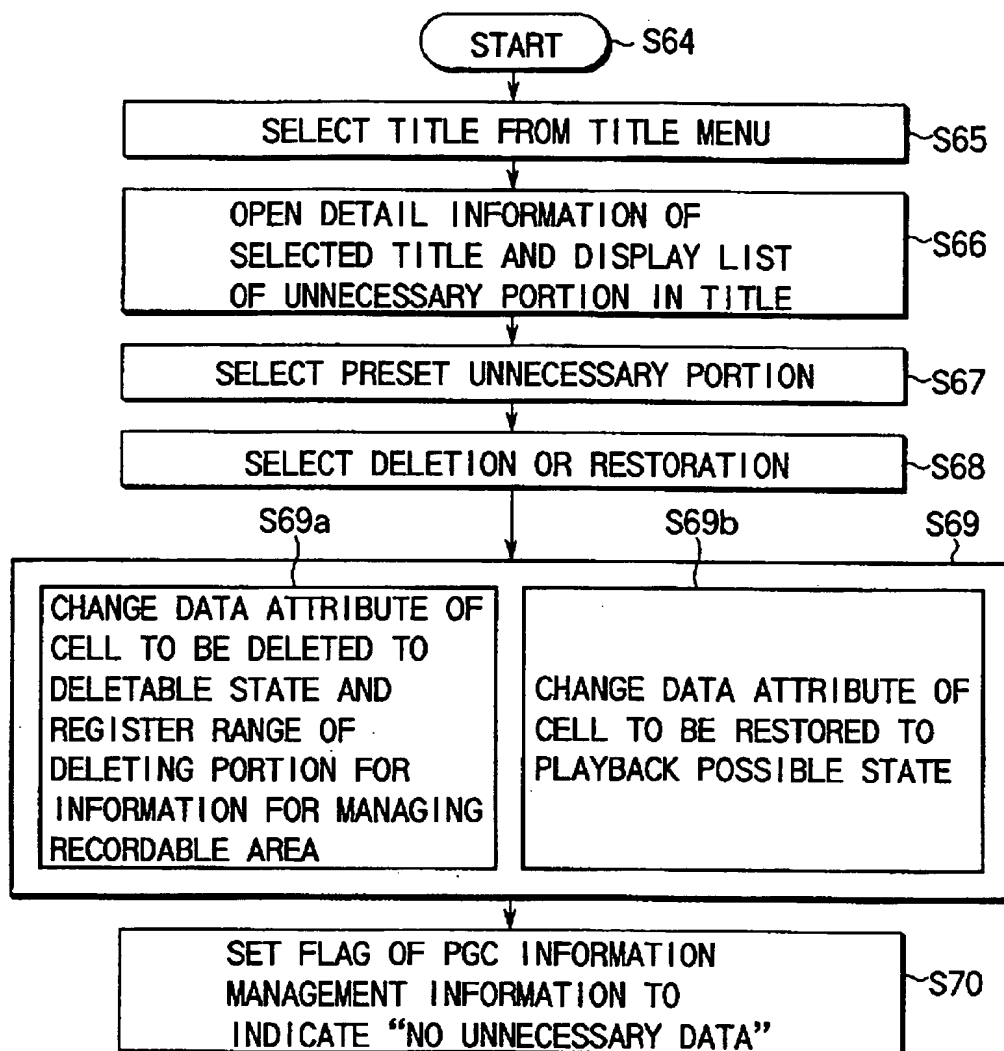 START
S64
SELECT TITLE FROM TITLE MENU
S65
OPEN DETAIL INFORMATION OF
SELECTED TITLE AND DISPLAY LIST
OF UNNECESSARY PORTION IN TITLE
S66
SELECT PRESET UNNECESSARY PORTION
S67
SELECT DELETION OR RESTORATION
S68
S69a
S69b
S69
CHANGE DATA ATTRIBUTE OF
CELL TO BE DELETED TO
DELETABLE STATE AND
REGISTER RANGE OF
DELETING PORTION FOR
INFORMATION FOR MANAGING
RECORDABLE AREA
CHANGE DATA ATTRIBUTE OF
CELL TO BE RESTORED TO
PLAYBACK POSSIBLE STATE
SET FLAG OF PGC INFORMATION
MANAGEMENT INFORMATION TO
INDICATE “NO UNNECESSARY DATA”
S70